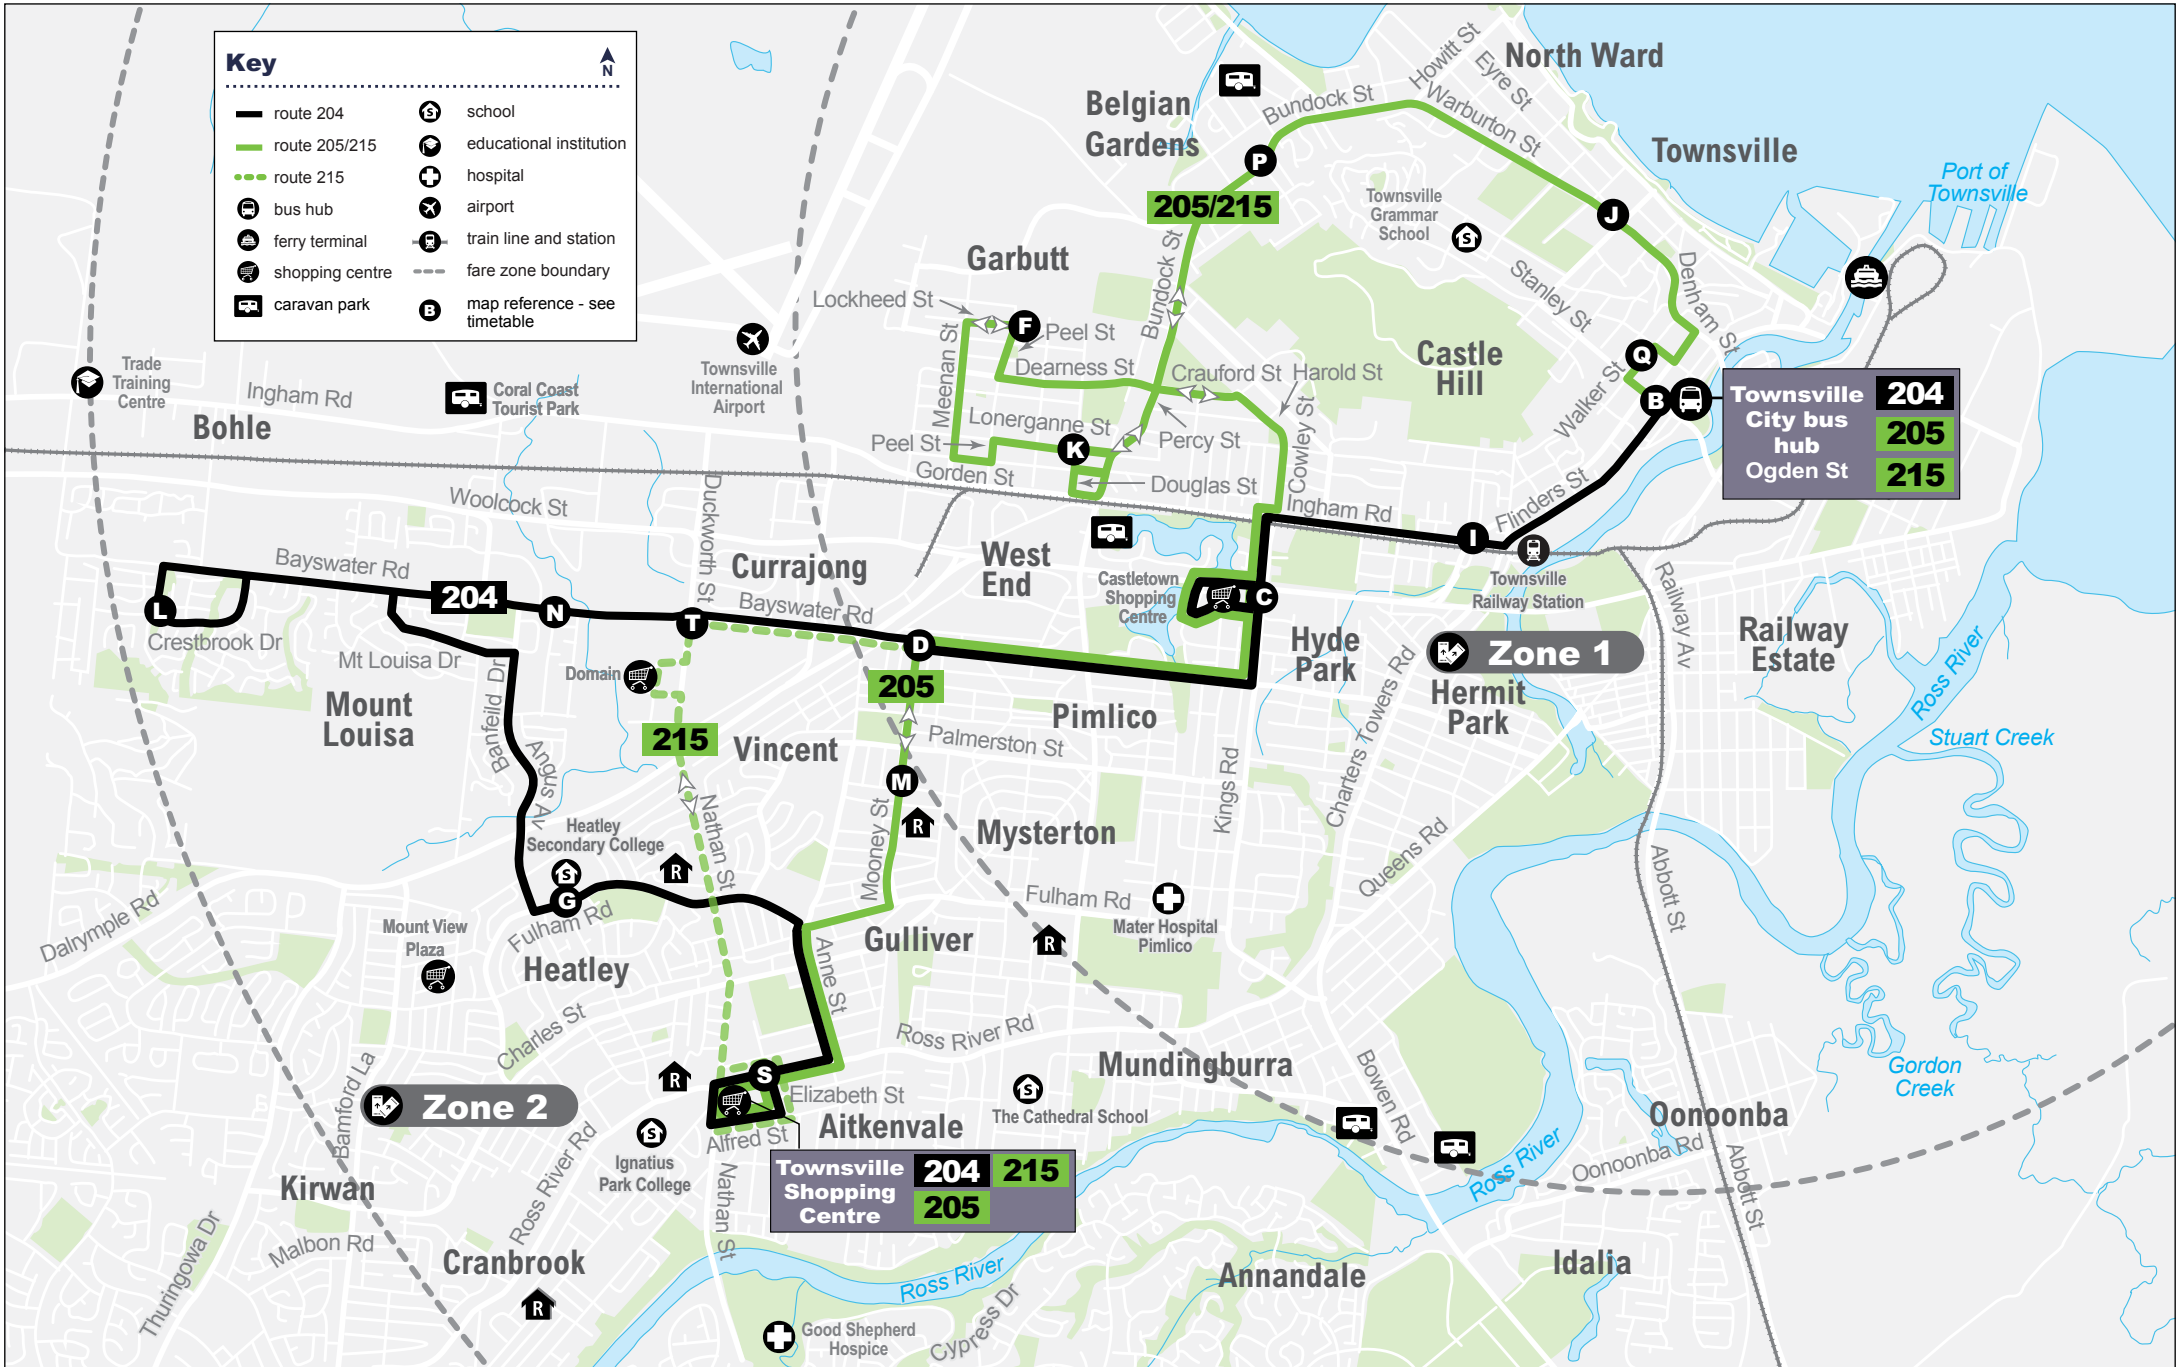 Key
N
route 204
route 205/215
route 215
bus hub
ferry terminal
shopping centre
caravan park
school
educational institution
hospital
airport
train line and station
fare zone boundary
B
map reference - see
timetable
North Ward
Howitt St
Eyre St
Belgian
Gardens
Bundock St
Warburton St
Townsville
Port of
Townsville
P
205/215
Townsville
Grammar
School
S
J
Garbutt
Bundock St
Stanley St
Denham St
Lockheed St
F
Peel St
Meenan St
Dearness St
Crauford St
Harold St
Castle
Hill
Q
Walker St
B
Townsville
City bus
hub
Ogden St
204
205
215
Trade
Training
Centre
Ingham Rd
Coral Coast
Tourist Park
Townsville
International
Airport
Bohle
Lonerganne St
Peel St
K
Percy St
Cowley St
Gorden St
Douglas St
Woolcock St
Duckworth St
Ingham Rd
Flinders St
I
Townsville
Railway Station
Railway Av
Bayswater Rd
Currajong
West
End
Castletown
Shopping
Centre
C
L
204
N
T
Bayswater Rd
D
Crestbrook Dr
Mt Louisa Dr
Hyde
Park
Zone 1
Railway
Estate
Ross River
Domain
205
Hermit
Park
Mount
Louisa
Banfeild Dr
Angus Av
215
Vincent
Pimlico
Palmerston St
Charters Towers Rd
Stuart Creek
M
R
Mooney St
Kings Rd
Nathan St
Mysterton
Heatley
Secondary College
S
R
G
Fulham Rd
Queens Rd
Abbott St
Dalrymple Rd
Mount View
Plaza
Fulham Rd
Mater Hospital
Pimlico
Gulliver
R
Heatley
Anne St
Charles St
Ross River Rd
Mundingburra
Gordon
Creek
Bamford La
R
S
Elizabeth St
S
The Cathedral School
Bowen Rd
Zone 2
Aitkenvale
Alfred St
Oonoonba
Oonoonba Rd
S
Ignatius
Park College
Townsville
Shopping
Centre
204
215
205
Ross River
Abbott St
Kirwan
Ross River Rd
Nathan St
Thuringowa Dr
Malbon Rd
Cranbrook
R
Ross River
Annandale
Idalia
Good Shepherd
Hospice
Cypress Dr